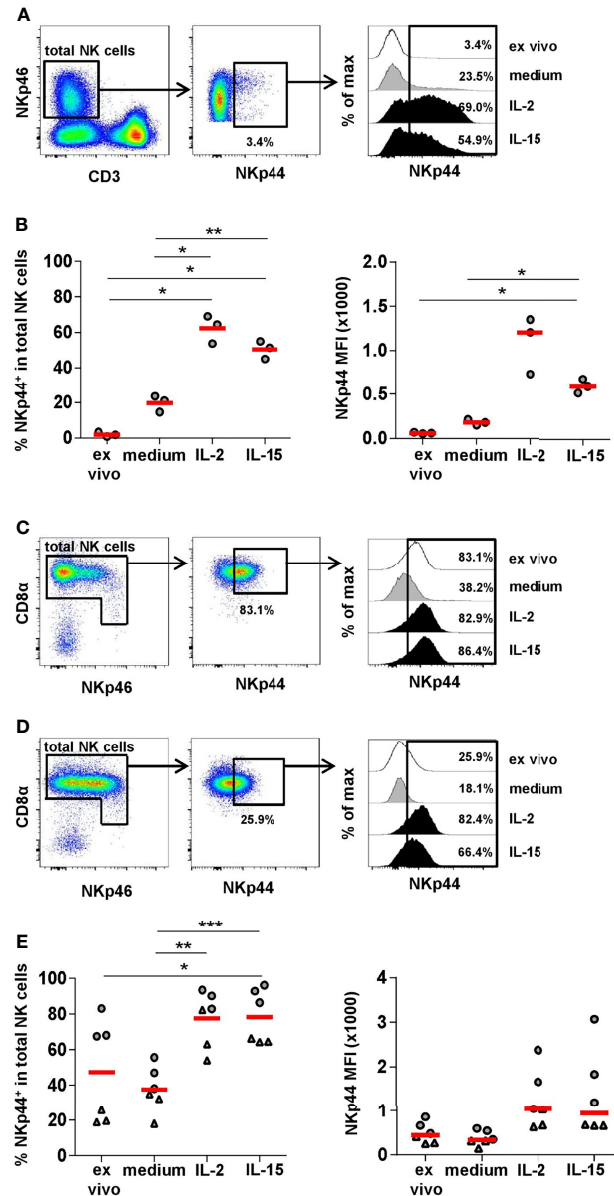 A
total NK cells
NKp46
CD3
3.4%
NKp44
% of max
3.4% ex vivo
23.5% medium
69.0% IL-2
54.9% IL-15
NKp44
B
% NKp44+ in total NK cells
100
80
60
40
20
0
**
*
*
*
ex vivo medium IL-2 IL-15
NKp44 MFI (x1000)
2.0
1.5
1.0
0.5
0.0
*
*
ex vivo medium IL-2 IL-15
C
total NK cells
CD8α
NKp46
83.1%
NKp44
% of max
83.1% ex vivo
38.2% medium
82.9% IL-2
86.4% IL-15
NKp44
D
total NK cells
CD8α
NKp46
25.9%
NKp44
% of max
25.9% ex vivo
18.1% medium
82.4% IL-2
66.4% IL-15
NKp44
E
% NKp44+ in total NK cells
100
80
60
40
20
0
***
**
*
ex vivo medium IL-2 IL-15
NKp44 MFI (x1000)
4
3
2
1
0
ex vivo medium IL-2 IL-15